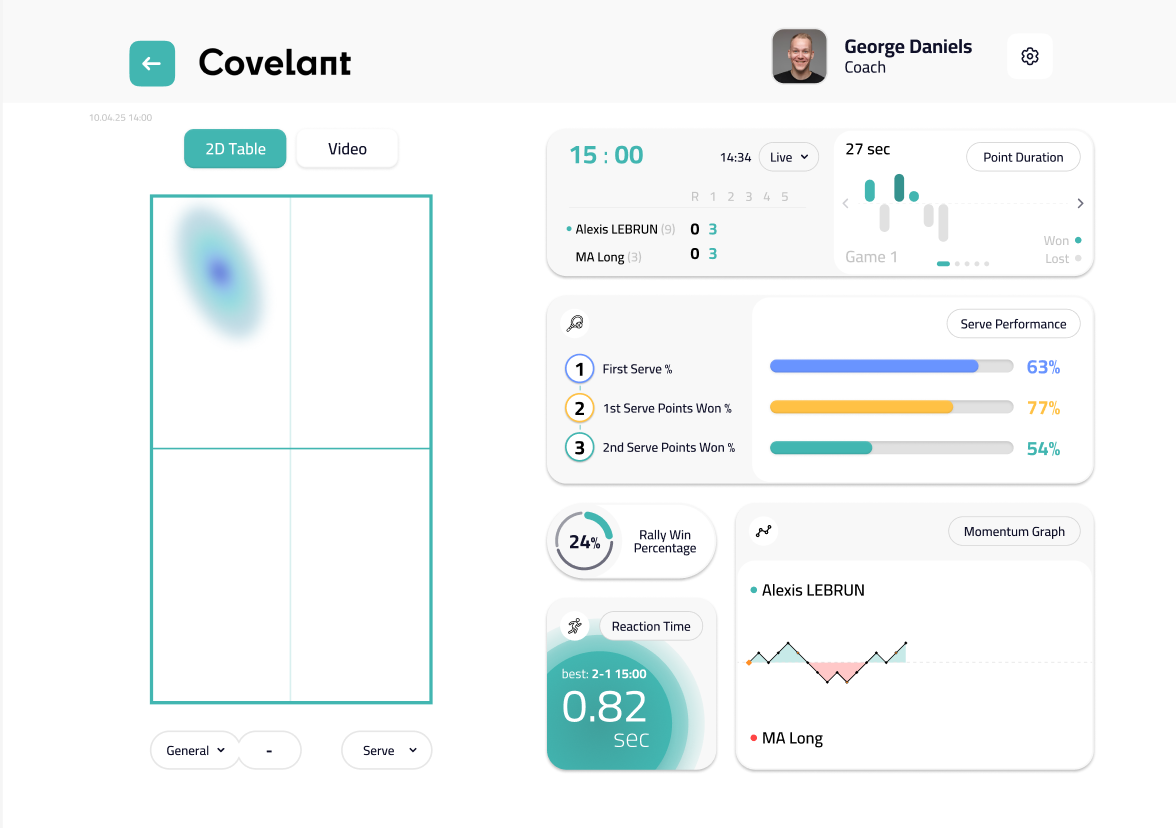 Covelant
George Daniels
Coach
10.04.25 14:00
2D Table
Video
15 : 00
14:34
Live
R 1 2 3 4 5
Alexis LEBRUN (9) 0 3
MA Long (3) 0 3
27 sec
Point Duration
Won
Game 1
Lost
Serve Performance
1 First Serve % 63%
2 1st Serve Points Won % 77%
3 2nd Serve Points Won % 54%
24%
Rally Win
Percentage
Momentum Graph
Alexis LEBRUN
MA Long
Reaction Time
best: 2-1 15:00
0.82
sec
General
-
Serve